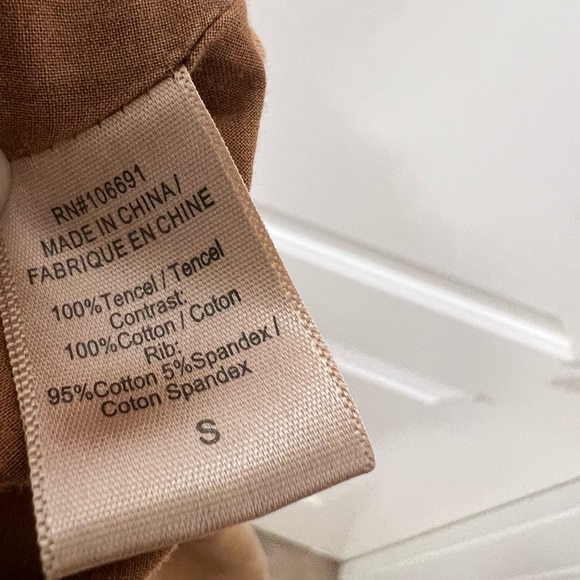 RN#106691
MADE IN CHINA/
FABRIQUE EN CHINE
100%Tencel / Tencel
Contrast:
100%Cotton / Coton
Rib:
95%Cotton 5%Spandex /
Coton Spandex
S